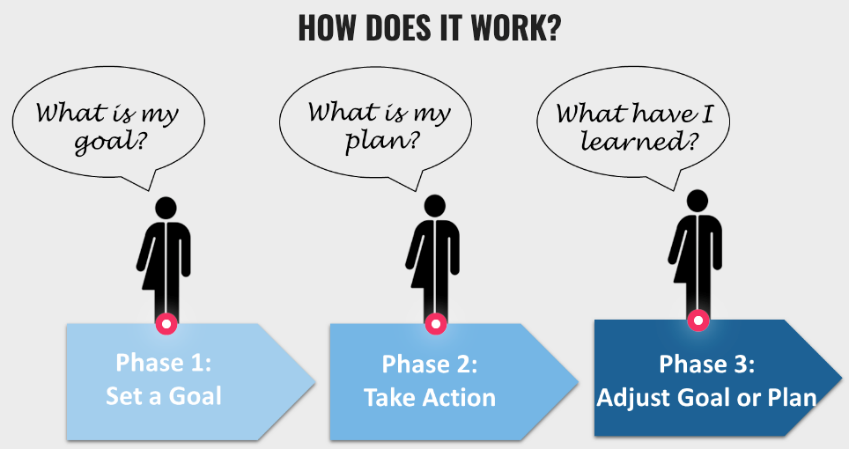 HOW DOES IT WORK?
What is my
goal?
What is my
plan?
What have I
learned?
Phase 1:
Set a Goal
Phase 2:
Take Action
Phase 3:
Adjust Goal or Plan